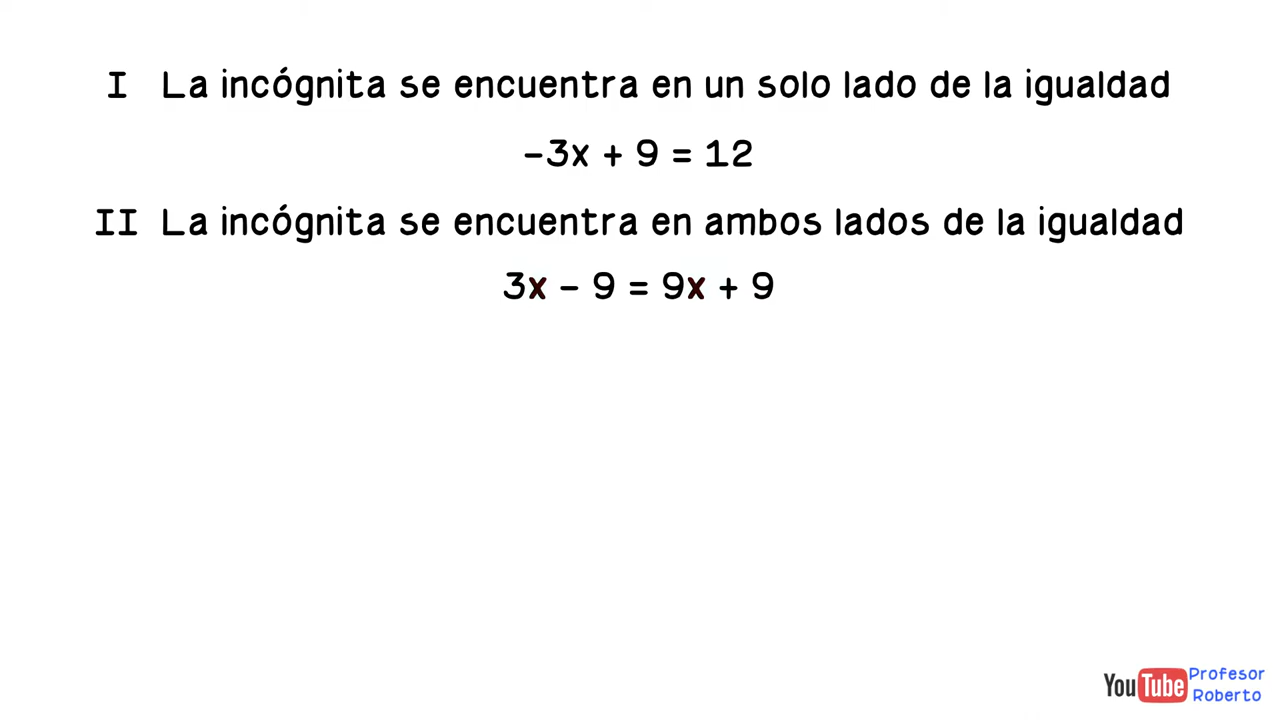 I La incógnita se encuentra en un solo lado de la igualdad
-3x + 9 = 12
II La incógnita se encuentra en ambos lados de la igualdad
3x - 9 = 9x + 9
YouTube Profesor
Roberto